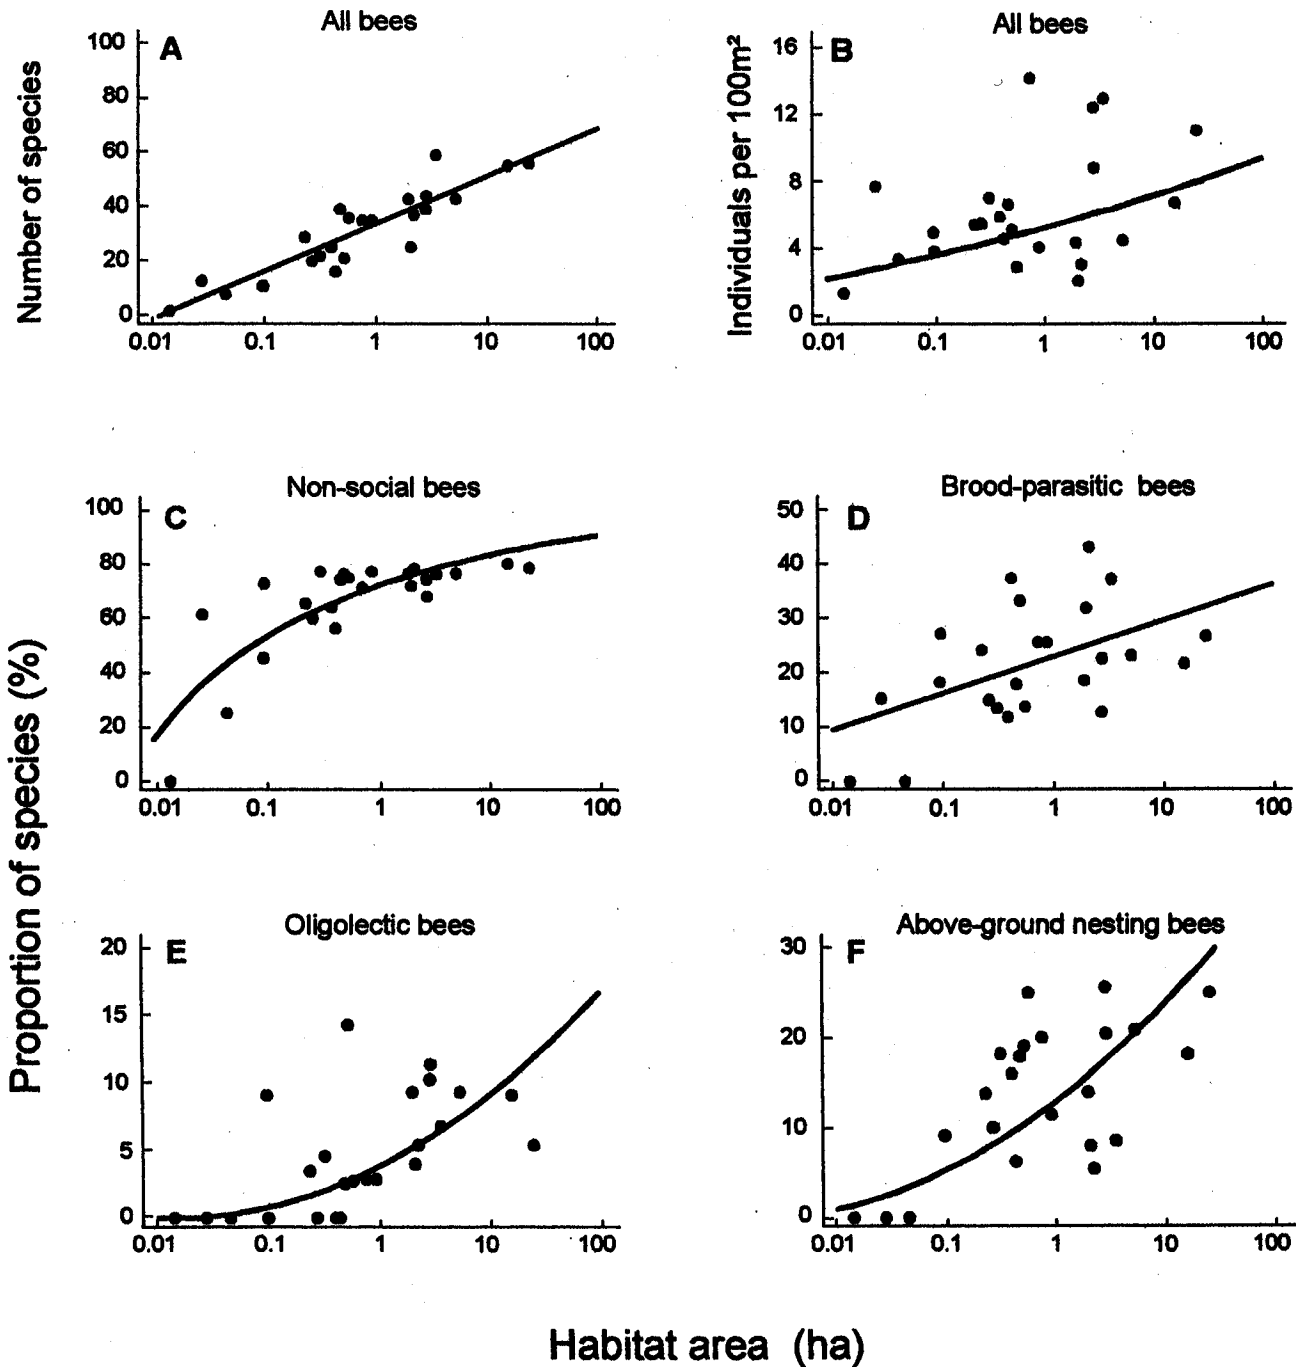 All bees
A
Number of species
100
80
60
40
20
0
0.01 0.1 1 10 100
All bees
B
Individuals per 100m²
16
12
8
4
0
0.01 0.1 1 10 100
Proportion of species (%)
Non-social bees
C
100
80
60
40
20
0
0.01 0.1 1 10 100
Brood-parasitic bees
D
50
40
30
20
10
0
0.01 0.1 1 10 100
Oligolectic bees
E
20
15
10
5
0
0.01 0.1 1 10 100
Above-ground nesting bees
F
30
20
10
0
0.01 0.1 1 10 100
Habitat area (ha)